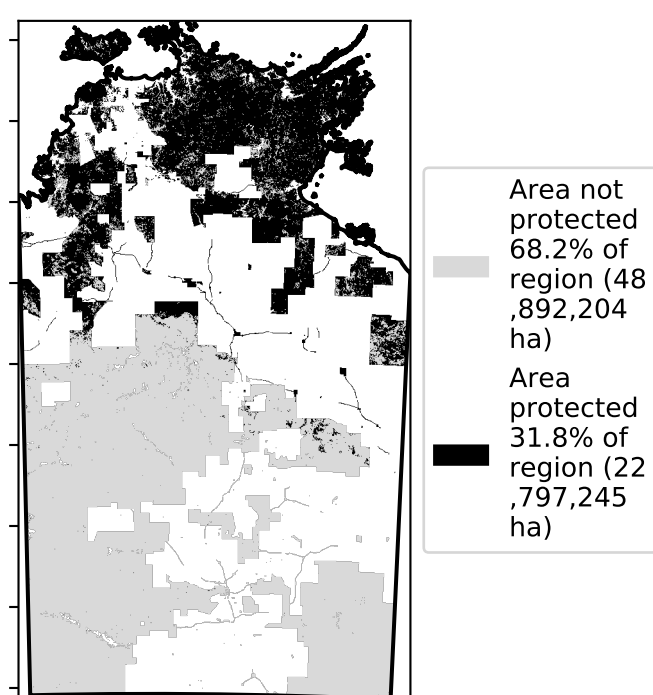 Area not
protected
68.2% of
region (48
,892,204
ha)
Area
protected
31.8% of
region (22
,797,245
ha)